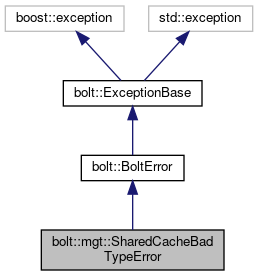 boost::exception
std::exception
bolt::ExceptionBase
bolt::BoltError
bolt::mgt::SharedCacheBad
TypeError